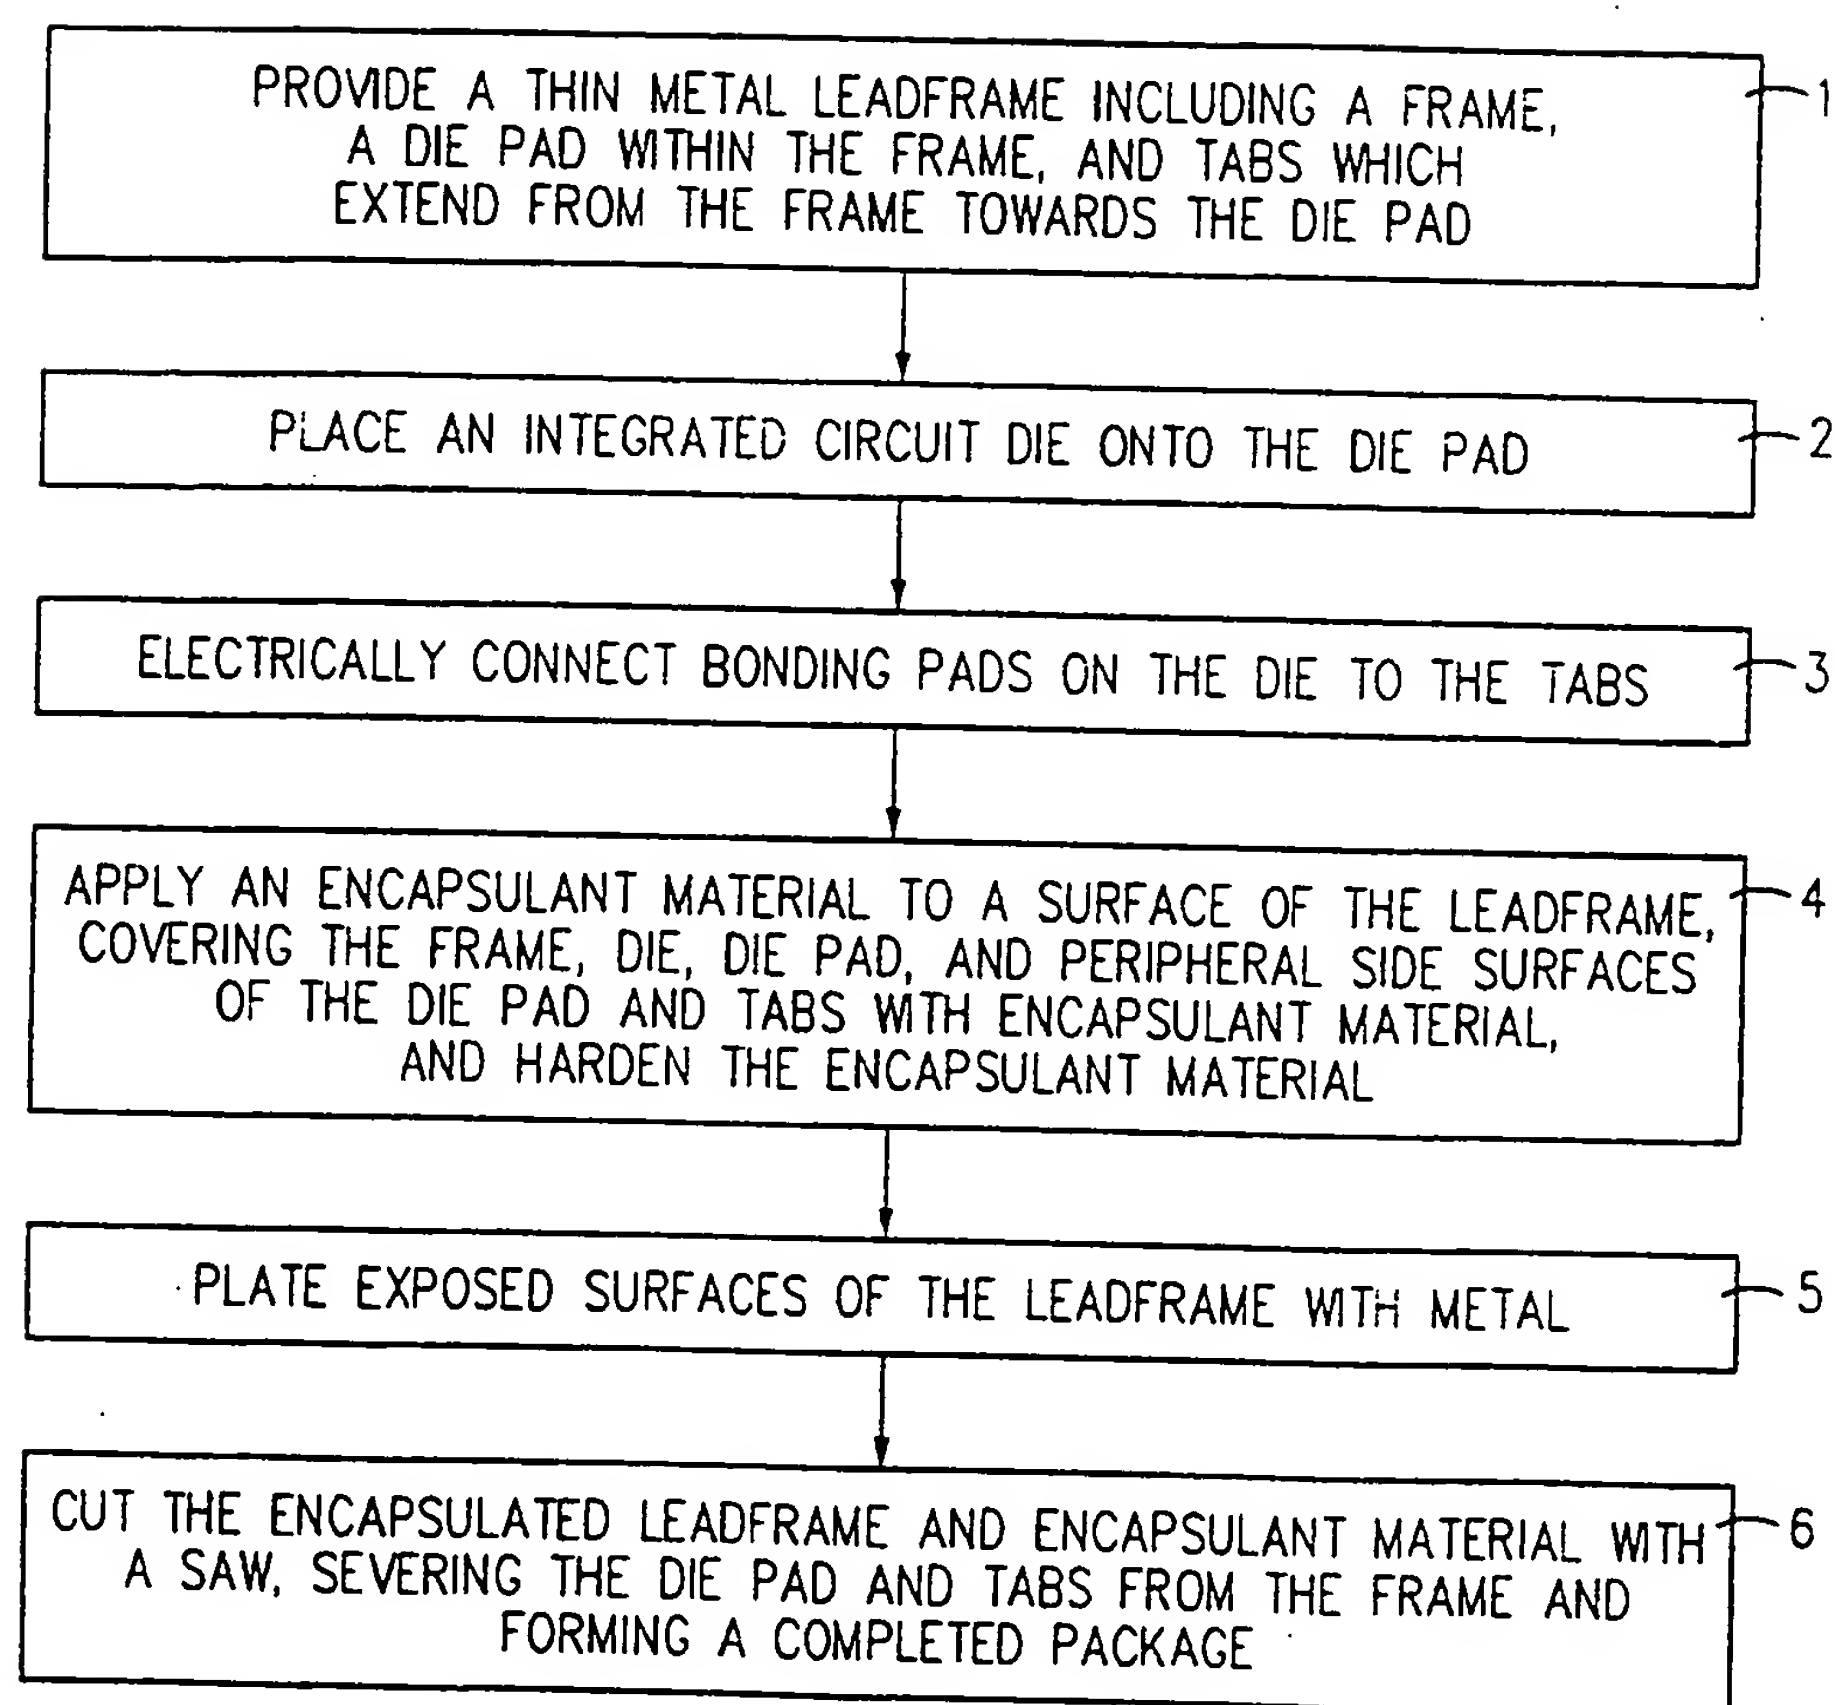 PROVIDE A THIN METAL LEADFRAME INCLUDING A FRAME,
A DIE PAD WITHIN THE FRAME, AND TABS WHICH
EXTEND FROM THE FRAME TOWARDS THE DIE PAD
1
PLACE AN INTEGRATED CIRCUIT DIE ONTO THE DIE PAD
2
ELECTRICALLY CONNECT BONDING PADS ON THE DIE TO THE TABS
3
APPLY AN ENCAPSULANT MATERIAL TO A SURFACE OF THE LEADFRAME,
COVERING THE FRAME, DIE, DIE PAD, AND PERIPHERAL SIDE SURFACES
OF THE DIE PAD AND TABS WITH ENCAPSULANT MATERIAL,
AND HARDEN THE ENCAPSULANT MATERIAL
4
PLATE EXPOSED SURFACES OF THE LEADFRAME WITH METAL
5
CUT THE ENCAPSULATED LEADFRAME AND ENCAPSULANT MATERIAL WITH
A SAW, SEVERING THE DIE PAD AND TABS FROM THE FRAME AND
FORMING A COMPLETED PACKAGE
6